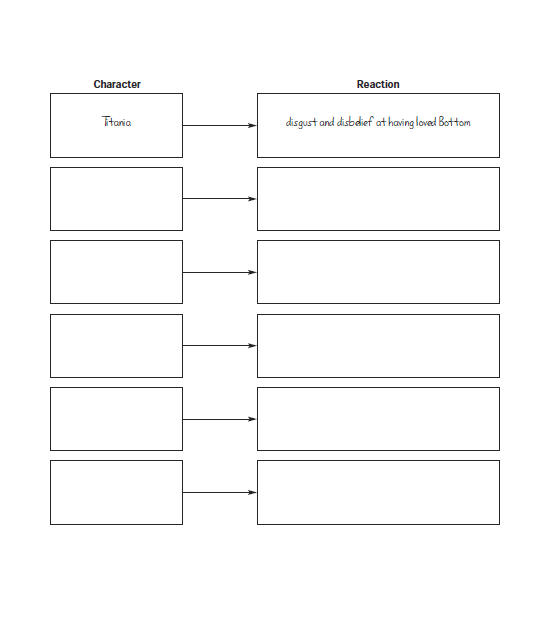 Character Reaction
Titania disgust and disbelief at having loved Bottom